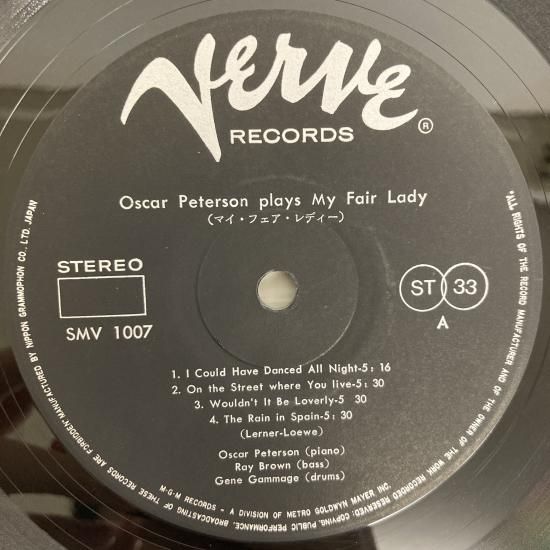 Verve
RECORDS ®
Oscar Peterson plays My Fair Lady
(マイ・フェア・レディー)
STEREO
SMV 1007
ST 33
A
1. I Could Have Danced All Night-5: 16
2. On the Street where You live-5: 30
3. Wouldn't It Be Loverly-5 30
4. The Rain in Spain-5: 30
(Lerner-Loewe)
Oscar Peterson (piano)
Ray Brown (bass)
Gene Gammage (drums)
M-G-M RECORDS - A DIVISION OF METRO GOLDWYN MAYER INC.
"ALL RIGHTS OF THE RECORD MANUFACTURER AND OF THE OWNER OF THE WORK RECORDED RESERVED: COPYING, PUBLIC PERFORMANCE, BROADCASTING OF THESE RECORDS ARE FORBIDDEN" MANUFACTURED BY NIPPON GRAMMOPHON CO., LTD. JAPAN